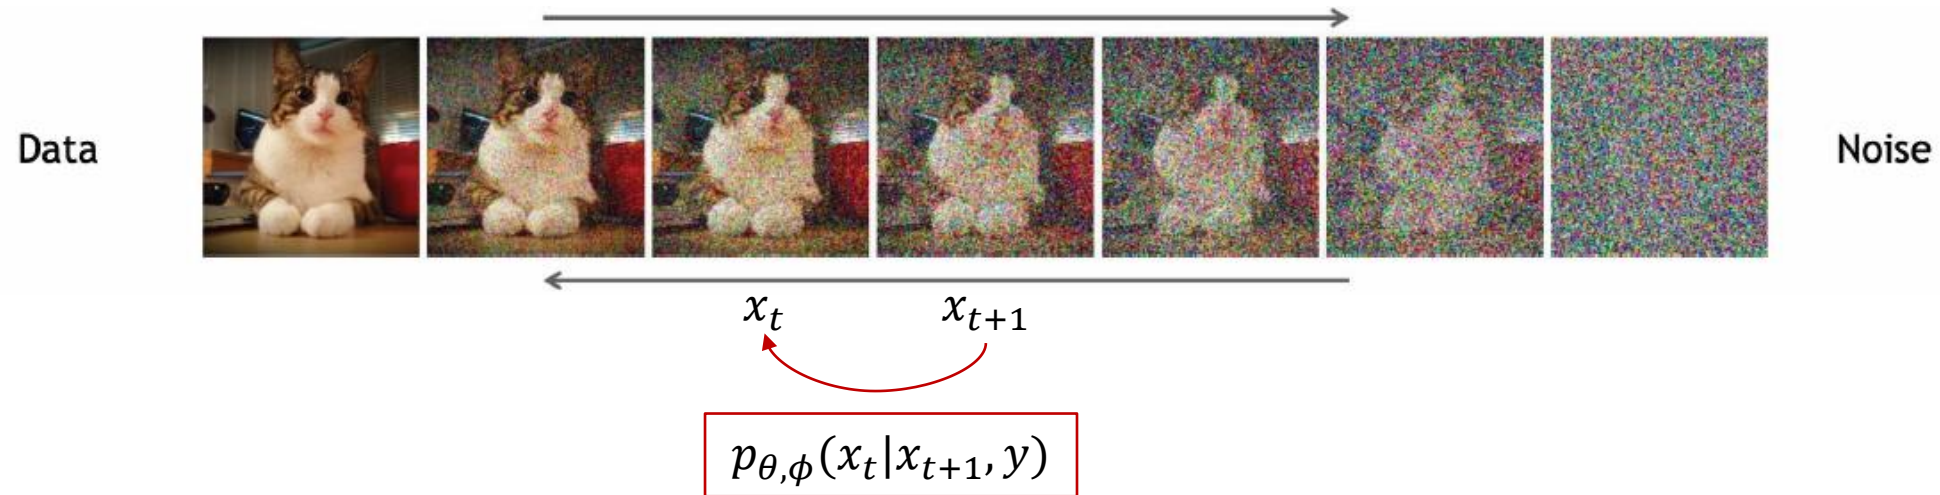 Data
Noise
x_t
x_{t+1}
p_{θ,ϕ}(x_t|x_{t+1}, y)